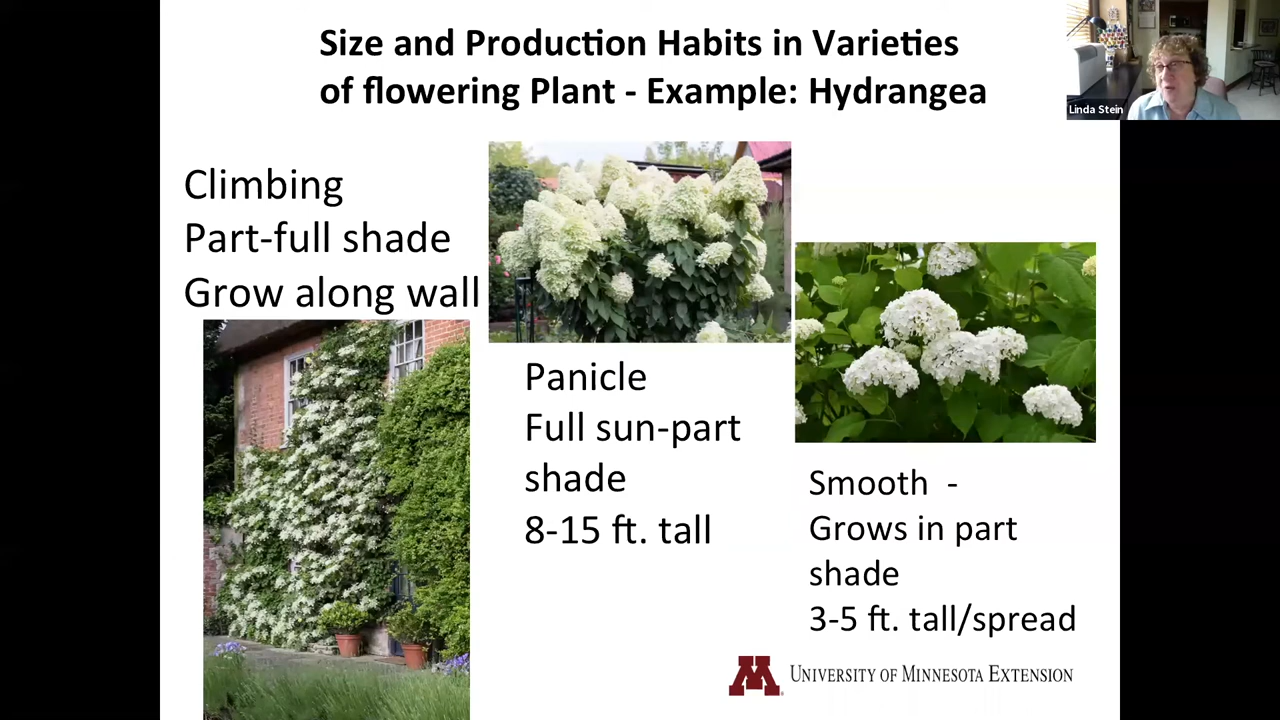 Size and Production Habits in Varieties
of flowering Plant - Example: Hydrangea
Linda Stein
Climbing
Part-full shade
Grow along wall
Panicle
Full sun-part
shade
8-15 ft. tall
Smooth -
Grows in part
shade
3-5 ft. tall/spread
M UNIVERSITY OF MINNESOTA EXTENSION